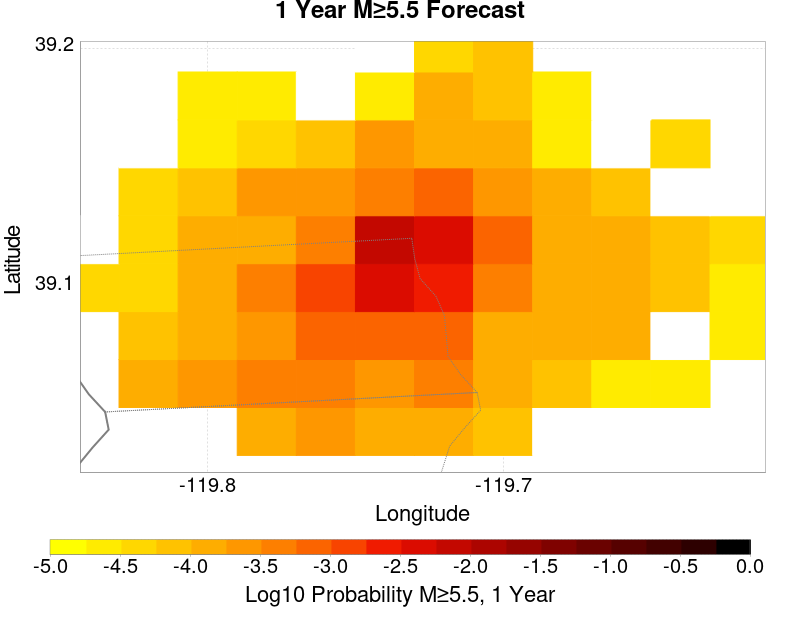 1 Year M≥5.5 Forecast
39.2
39.1
Latitude
-119.8 -119.7
Longitude
-5.0 -4.5 -4.0 -3.5 -3.0 -2.5 -2.0 -1.5 -1.0 -0.5 0.0
Log10 Probability M≥5.5, 1 Year